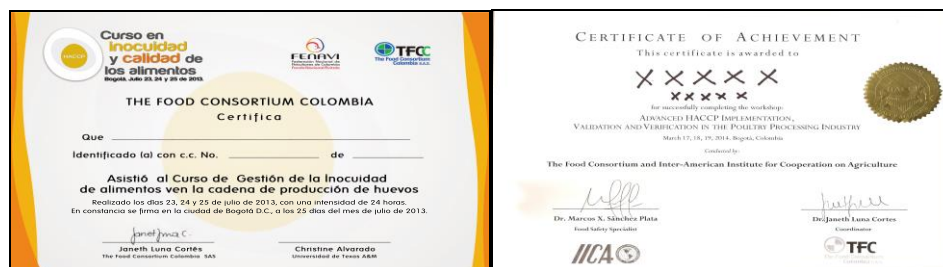 HACCP
Curso en
inocuidad
y calidad de
los alimentos
Bogotá. Julio 23, 24 y 25 de 2013.
FENAVI
TFC
The Food Consortium
Colombia s.a.s.
THE FOOD CONSORTIUM COLOMBIA
Certifica
Que
Identificado (a) con c.c. No. de
Asistió al Curso de Gestión de la Inocuidad
de alimentos ven la cadena de producción de huevos
Realizado los días 23, 24 y 25 de julio de 2013, con una intensidad de 24 horas.
En constancia se firma en la ciudad de Bogotá D.C., a los 25 días del mes de julio de 2013.
Janeth Luna Cortés
The Food Consortium Colombia SAS
Christine Alvarado
Universidad de Texas A&M
CERTIFICATE OF ACHIEVEMENT
This certificate is awarded to
X X X X X
X X X X X
for successfully completing the workshop:
ADVANCED HACCP IMPLEMENTATION,
VALIDATION AND VERIFICATION IN THE POULTRY PROCESSING INDUSTRY
March 17, 18, 19, 2014. Bogotá, Colombia
Conducted by:
The Food Consortium and Inter-American Institute for Cooperation on Agriculture
Dr. Marcos X. Sánchez Plata
Food Safety Specialist
IICA
Dr. Janeth Luna Cortes
Coordinator
TFC